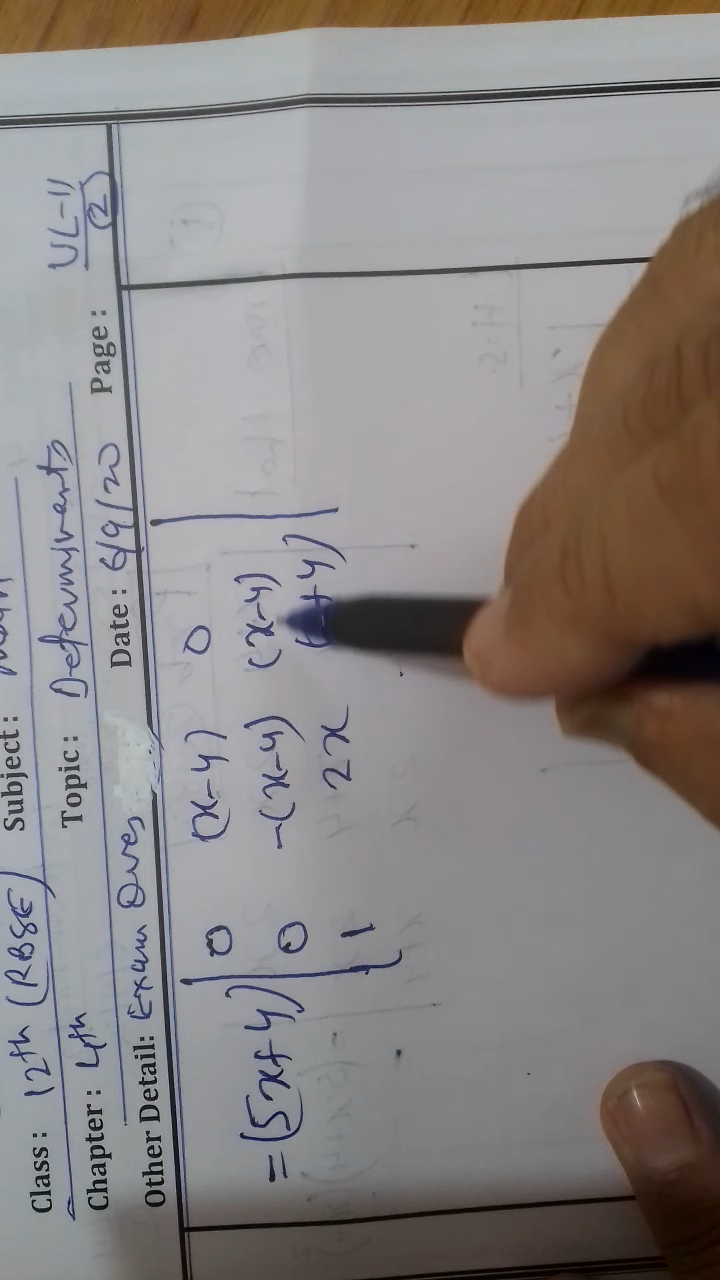 Class : 12th (RBSE) Subject :
Chapter : 4th Topic : Determinants UL-11
Other Detail: Exam Ques Date : 6/9/20 Page : (2)
| 0 (x-4) 0 |
= (5x+4) | 0 -(x-4) (x-4) |
| 1 2x +4) |